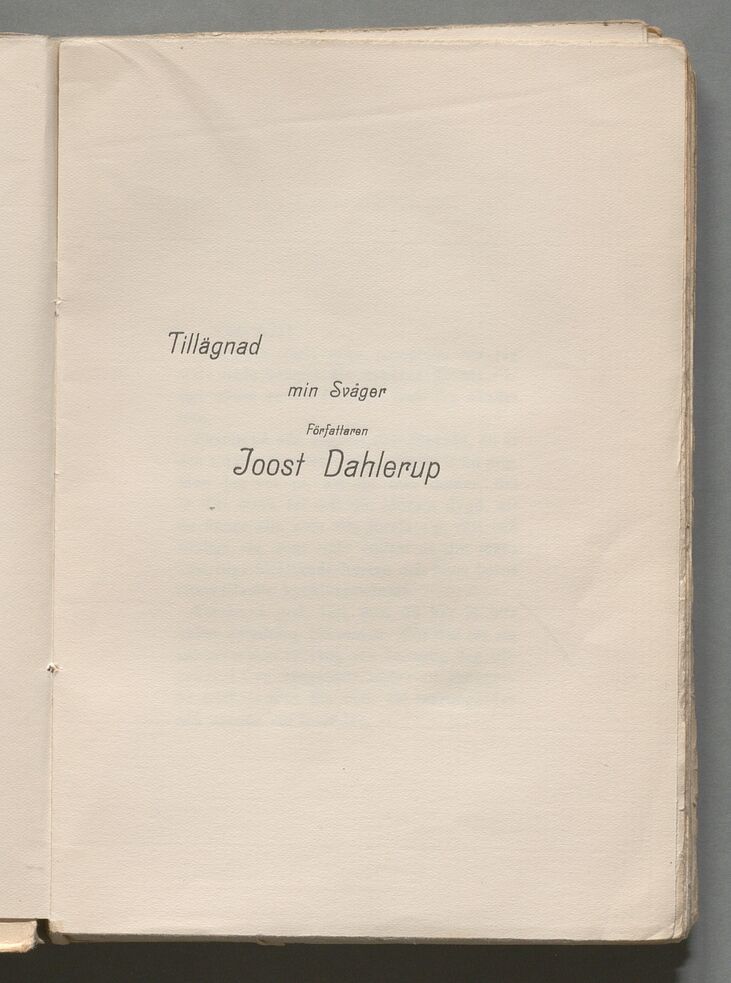 Tillägnad
min Svåger
Författaren
Joost Dahlerup